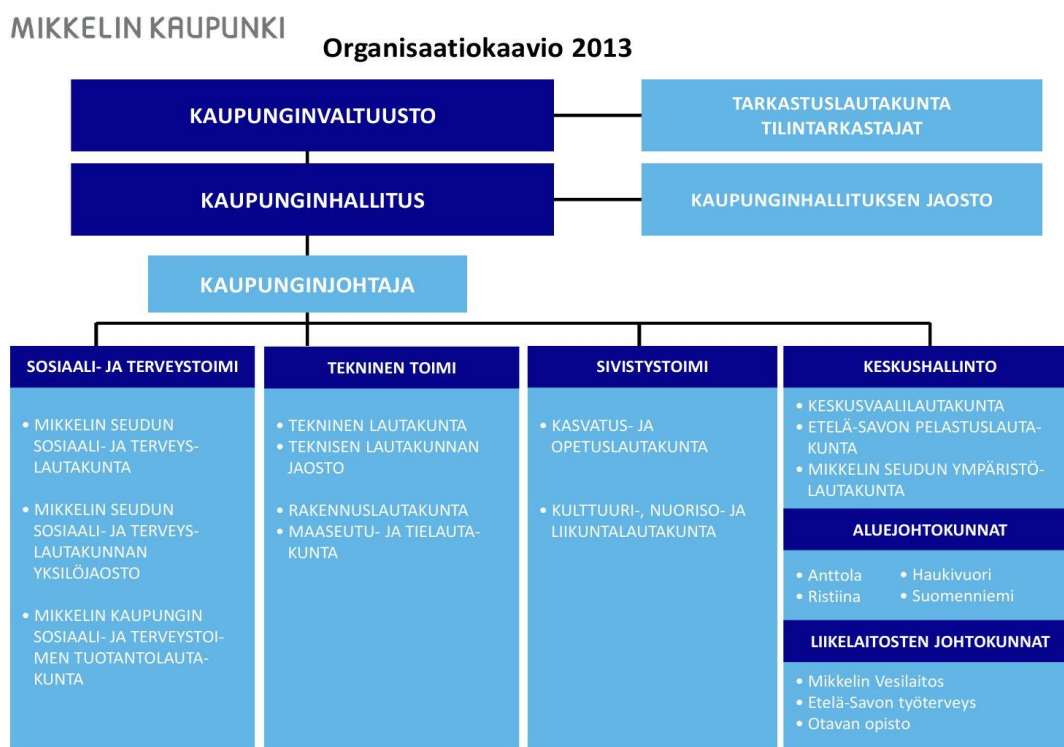 MIKKELIN KAUPUNKI
Organisaatiokaavio 2013
KAUPUNGINVALTUUSTO
TARKASTUSLAUTAKUNTA
TILINTARKASTAJAT
KAUPUNGINHALLITUS
KAUPUNGINHALLITUKSEN JAOSTO
KAUPUNGINJOHTAJA
SOSIAALI- JA TERVEYSTOIMI
• MIKKELIN SEUDUN
SOSIAALI- JA TERVEYS-
LAUTAKUNTA
• MIKKELIN SEUDUN
SOSIAALI- JA TERVEYS-
LAUTAKUNNAN
YKSILÖJAOSTO
• MIKKELIN KAUPUNGIN
SOSIAALI- JA TERVEYSTOI-
MEN TUOTANTOLAUTA-
KUNTA
TEKNINEN TOIMI
• TEKNINEN LAUTAKUNTA
• TEKNISEN LAUTAKUNNAN
JAOSTO
• RAKENNUSLAUTAKUNTA
• MAASEUTU- JA TIELAUTA-
KUNTA
SIVISTYSTOIMI
• KASVATUS- JA
OPETUSLAUTAKUNTA
• KULTTUURI-, NUORISO- JA
LIIKUNTALAUTAKUNTA
KESKUSHALLINTO
• KESKUSVAALILAUTAKUNTA
• ETELÄ-SAVON PELASTUSLAUTA-
KUNTA
• MIKKELIN SEUDUN YMPÄRISTÖ-
LAUTAKUNTA
ALUEJOHTOKUNNAT
• Anttola • Haukivuori
• Ristiina • Suomenniemi
LIIKELAITOSTEN JOHTOKUNNAT
• Mikkelin Vesilaitos
• Etelä-Savon työterveys
• Otavan opisto